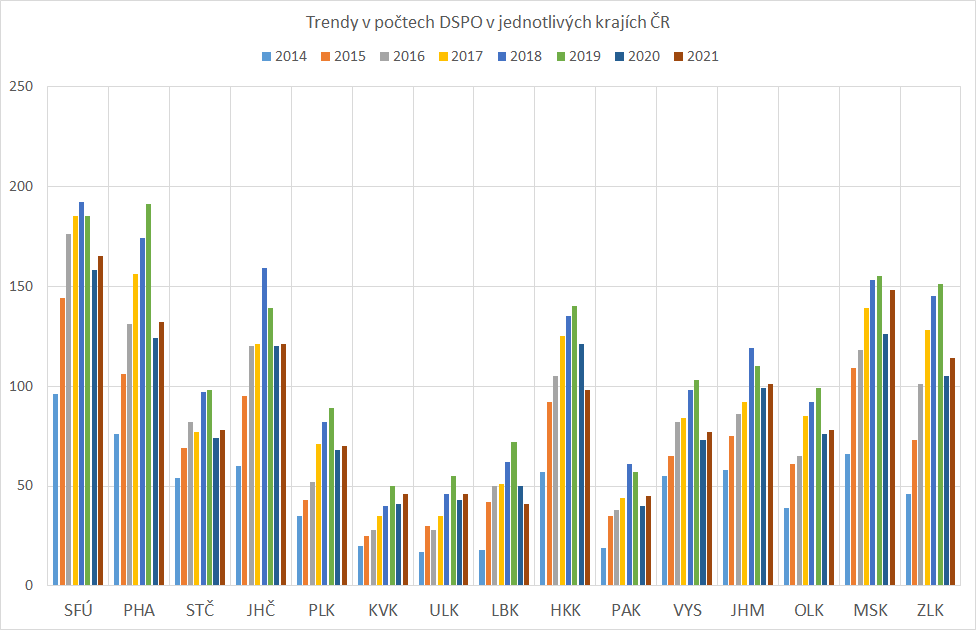 Trendy v počtech DSPO v jednotlivých krajích ČR
2014 2015 2016 2017 2018 2019 2020 2021
250
200
150
100
50
0
SFÚ PHA STČ JHČ PLK KVK ULK LBK HKK PAK VYS JHM OLK MSK ZLK